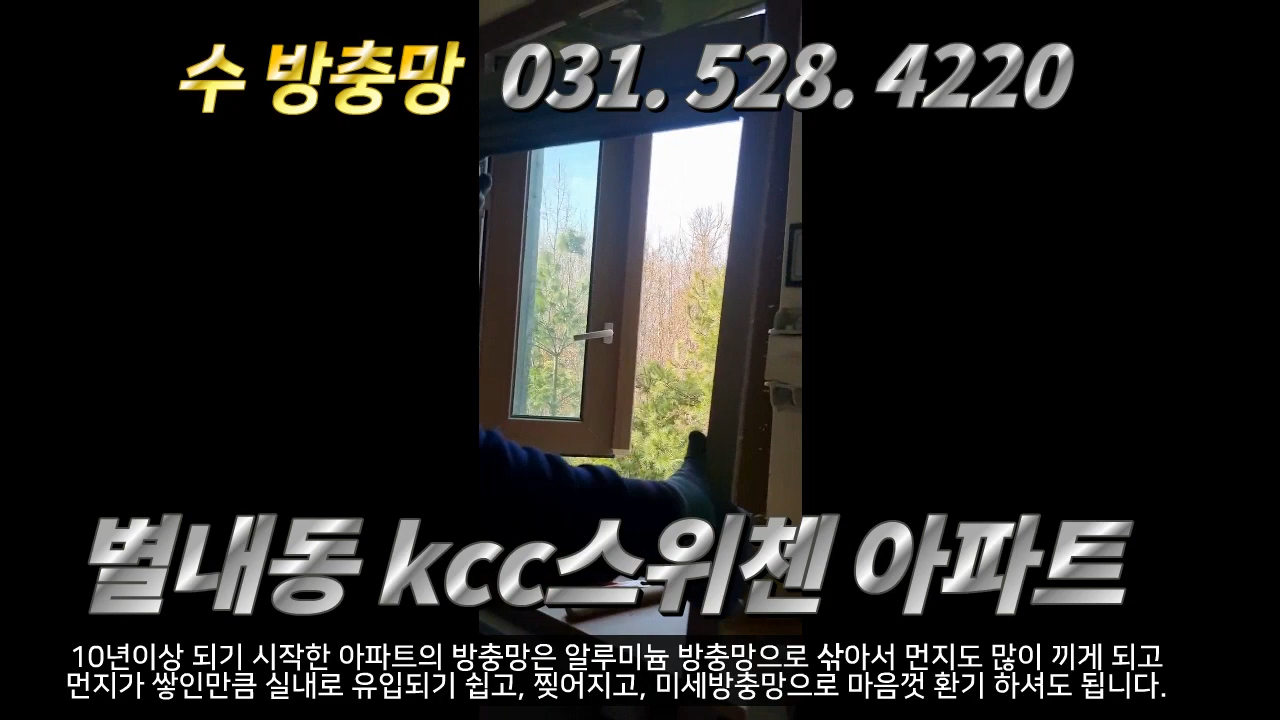 수 방충망 031. 528. 4220
별내동 kcc스위첸 아파트
10년이상 되기 시작한 아파트의 방충망은 알루미늄 방충망으로 삮아서 먼지도 많이 끼게 되고
먼지가 쌓인만큼 실내로 유입되기 쉽고, 찢어지고, 미세방충망으로 마음껏 환기 하셔도 됩니다.